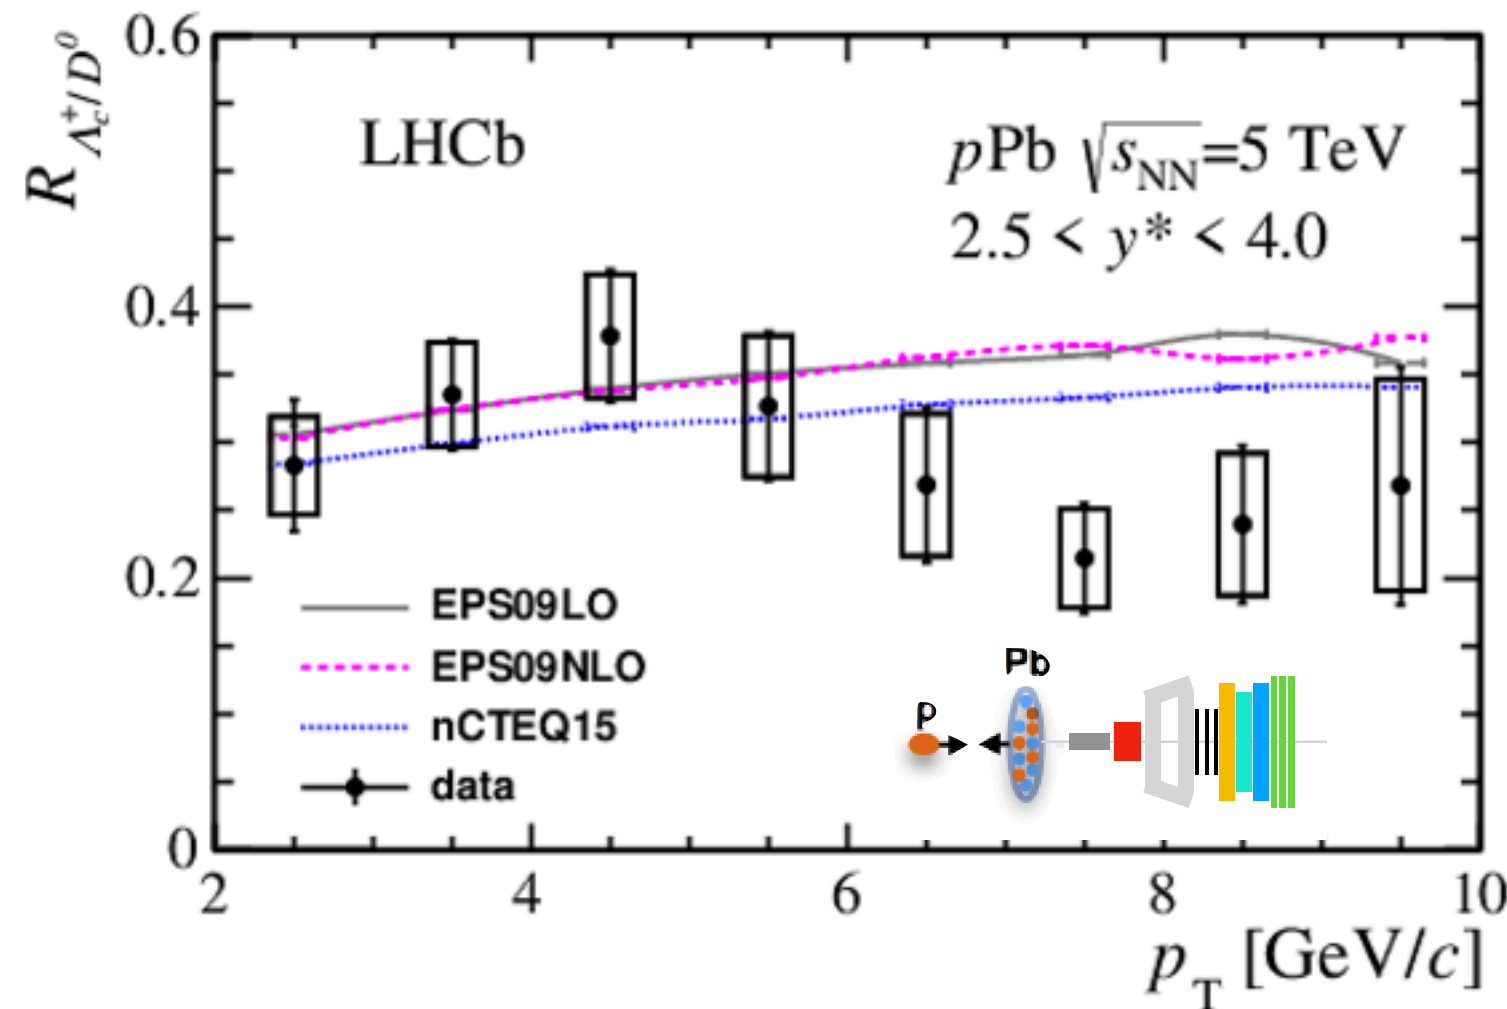 R Λc+/D0
0.6
0.4
0.2
0
LHCb
pPb √sNN=5 TeV
2.5 < y* < 4.0
EPS09LO
EPS09NLO
nCTEQ15
data
Pb
p
2 4 6 8 10
pT [GeV/c]